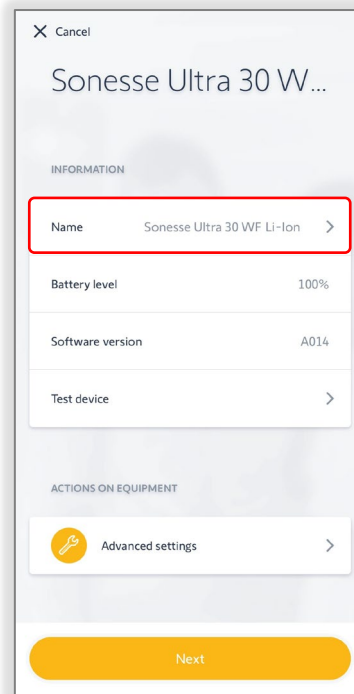 Cancel
Sonesse Ultra 30 W...
INFORMATION
Name Sonesse Ultra 30 WF Li-Ion
Battery level 100%
Software version A014
Test device
ACTIONS ON EQUIPMENT
Advanced settings
Next